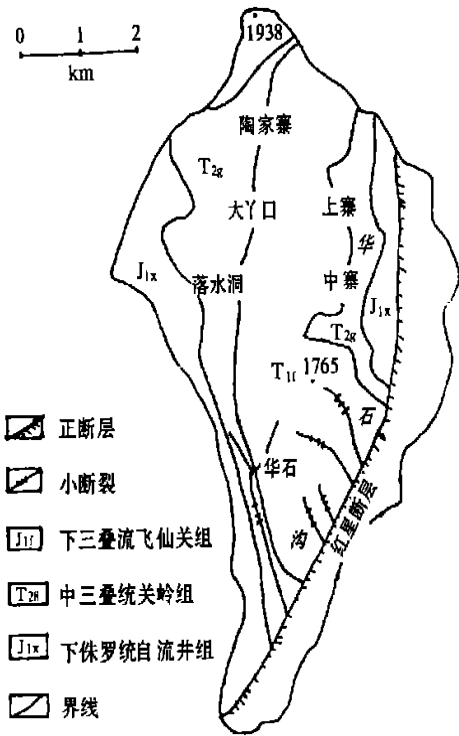 0 1 2
km
1938
陶家寨
T2g
大丫口
上寨
华
J1x
落水洞
中寨
J1x
T2g
T1f 1765
石
华石
沟
红星断层
正断层
小断裂
J1f 下三叠流飞仙关组
T2g 中三叠统关岭组
J1x 下侏罗统自流井组
界线